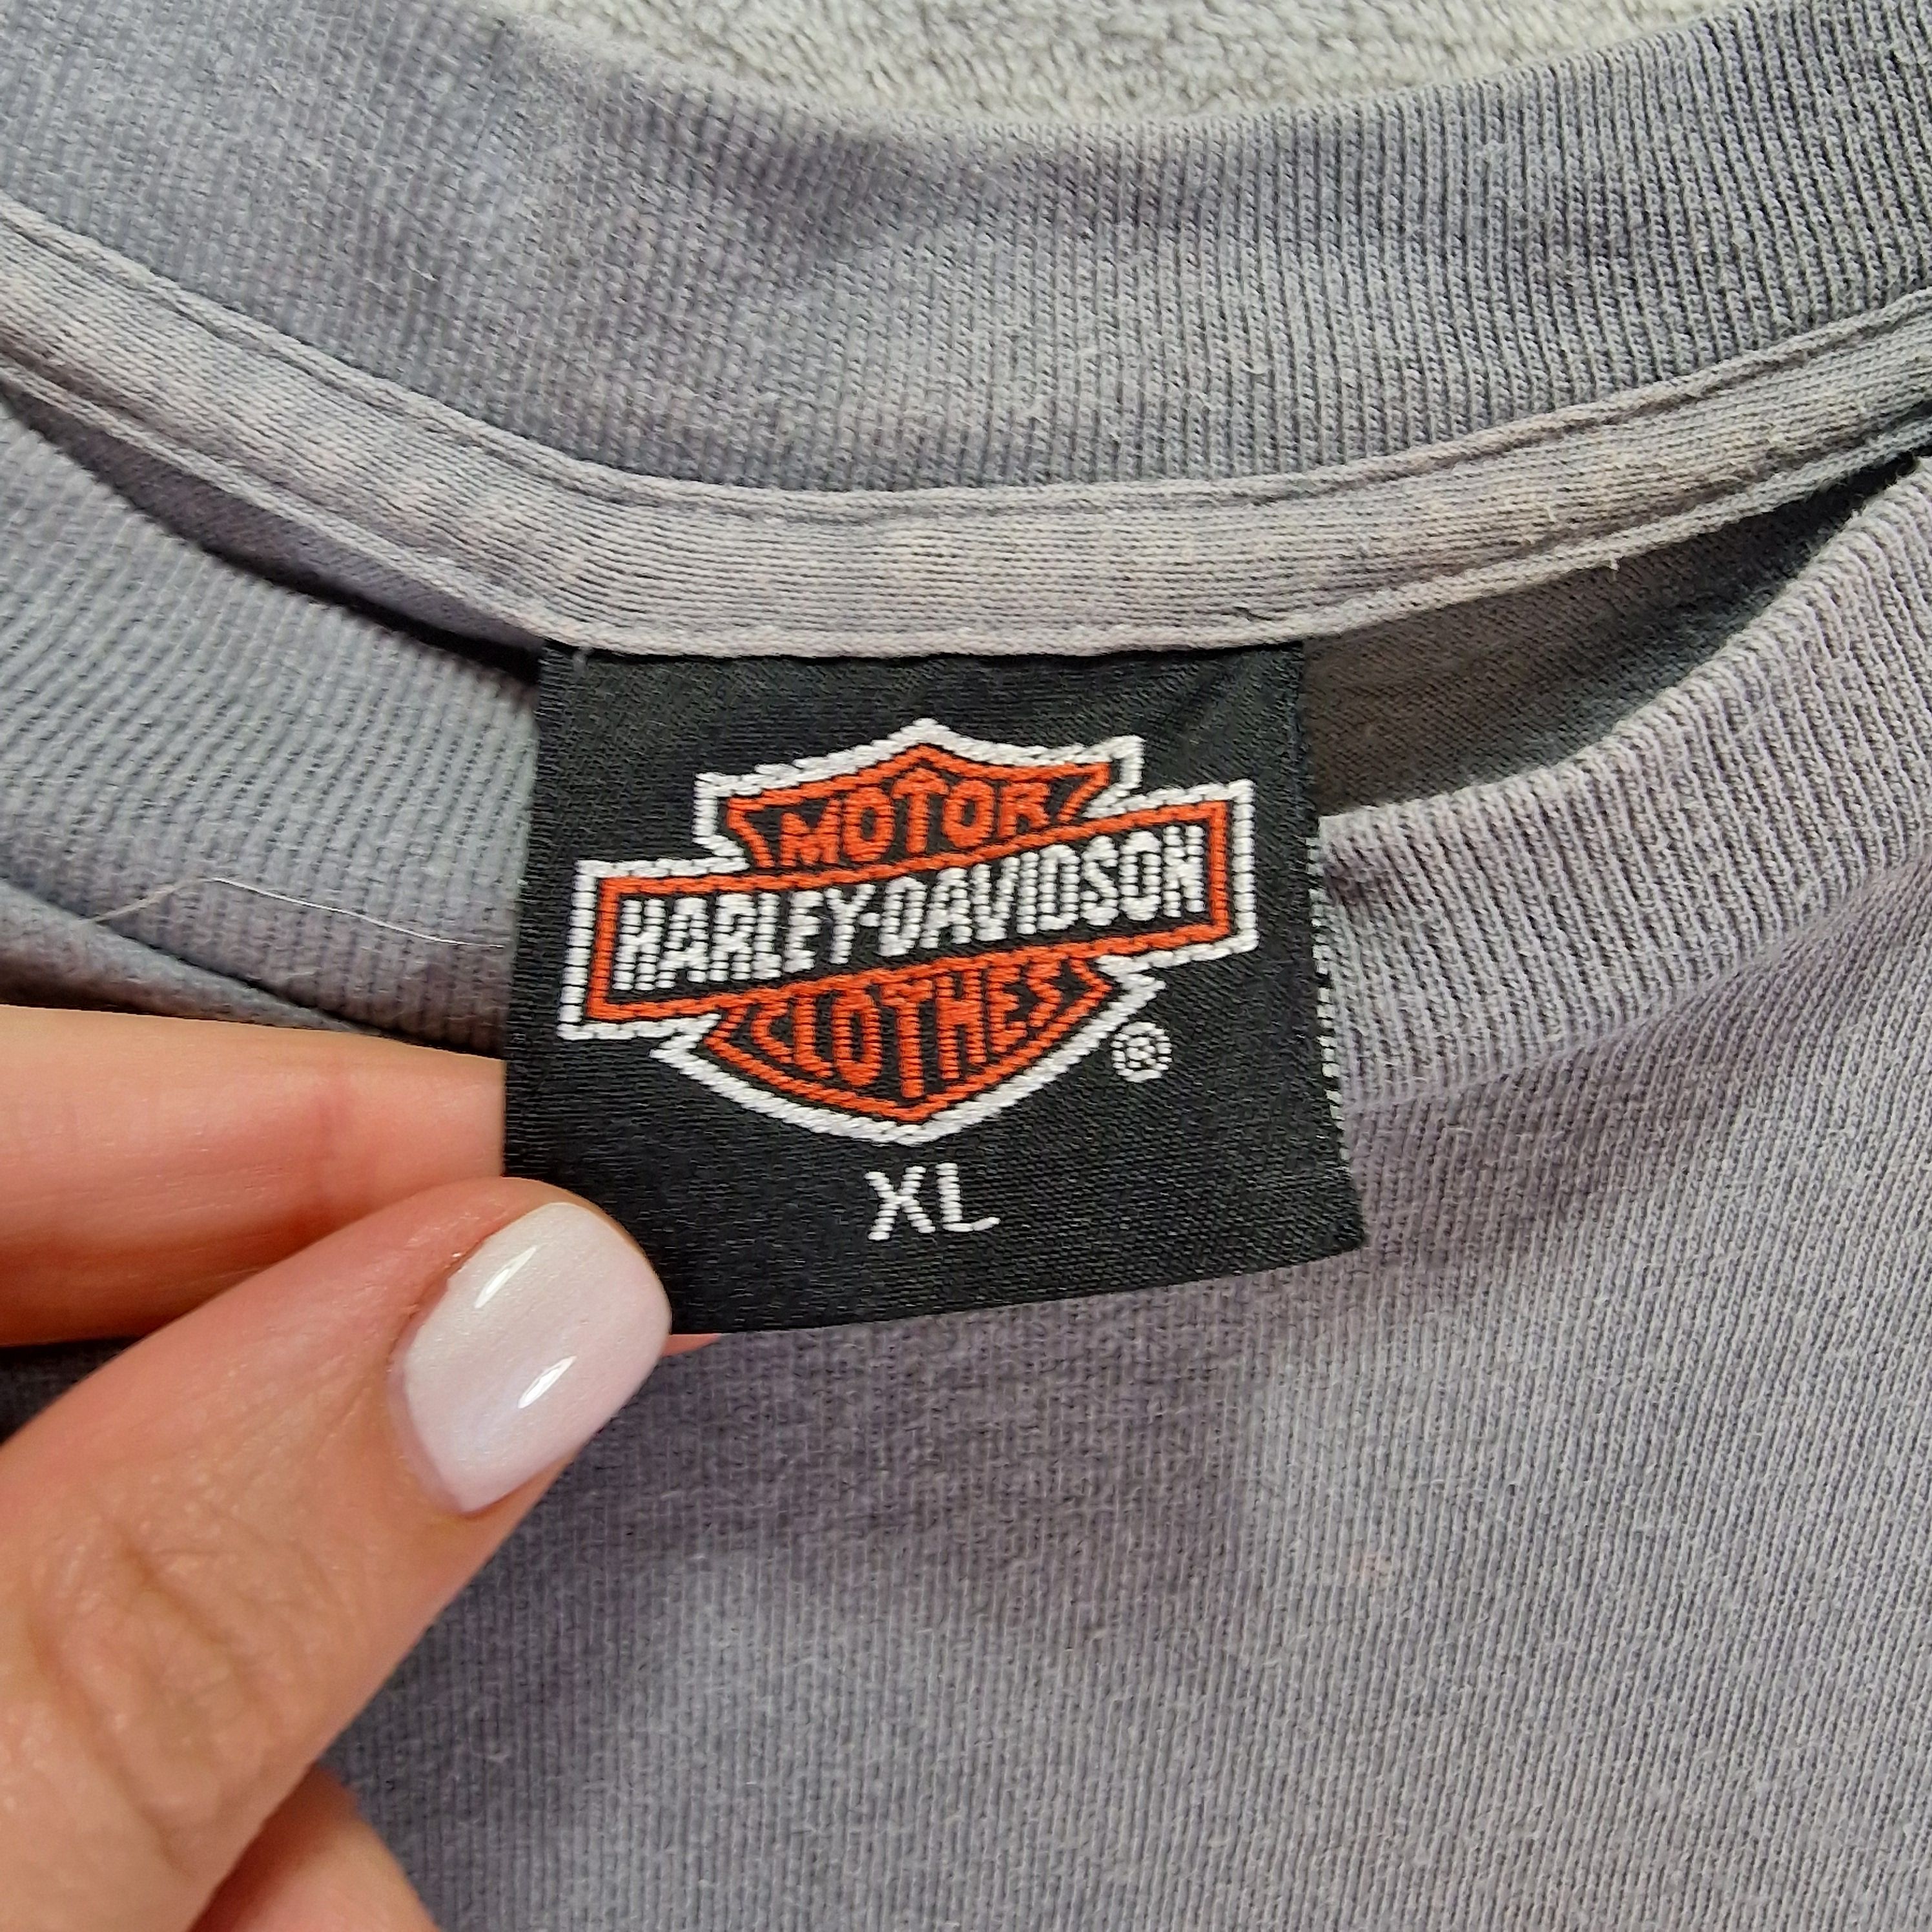 MOTOR
HARLEY-DAVIDSON
CLOTHES
®
XL